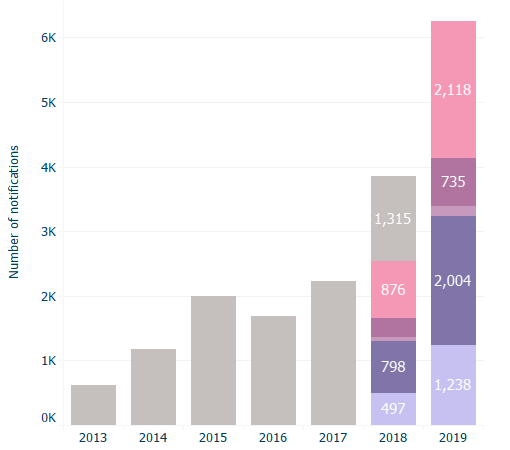 Number of notifications
6K
5K
4K
3K
2K
1K
0K
2,118
735
2,004
1,238
1,315
876
798
497
2013 2014 2015 2016 2017 2018 2019